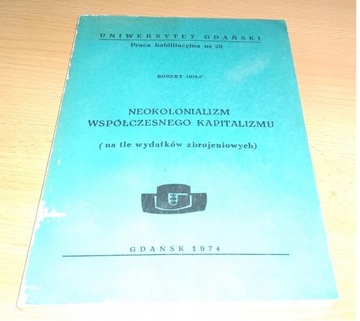 UNIWERSYTET GDAŃSKI
Praca habilitacyjna nr 20
ROBERT GOLC
NEOKOLONIALIZM
WSPÓŁCZESNEGO KAPITALIZMU
(na tle wydatków zbrojeniowych)
GDAŃSK 1974